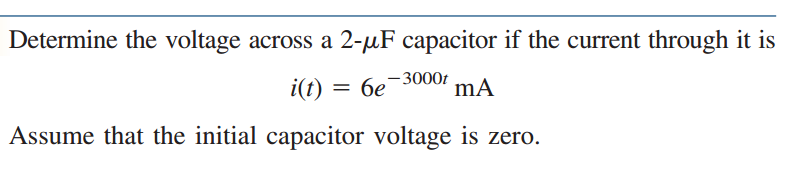 Determine the voltage across a 2-μF capacitor if the current through it is
i(t) = 6e⁻³⁰⁰⁰ᵗ mA
Assume that the initial capacitor voltage is zero.